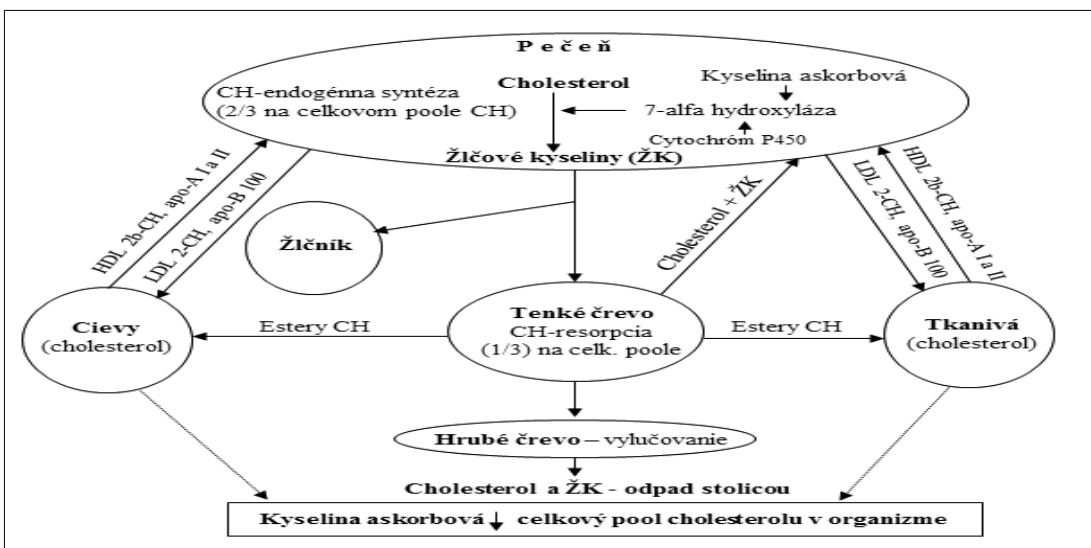 P e č e ň
CH-endogénna syntéza
(2/3 na celkovom poole CH)
Cholesterol
Kyselina askorbová
7-alfa hydroxyláza
Cytochróm P450
Žlčové kyseliny (ŽK)
HDL 2b-CH, apo-A I a II
LDL 2-CH, apo-B 100
Cholesterol + ŽK
LDL 2-CH, apo-B 100
HDL 2b-CH, apo-A I a II
Žlčník
Cievy
(cholesterol)
Estery CH
Tenké črevo
CH-resorpcia
(1/3) na celk. poole
Estery CH
Tkanivá
(cholesterol)
Hrubé črevo – vylučovanie
Cholesterol a ŽK - odpad stolicou
Kyselina askorbová ↓ celkový pool cholesterolu v organizme